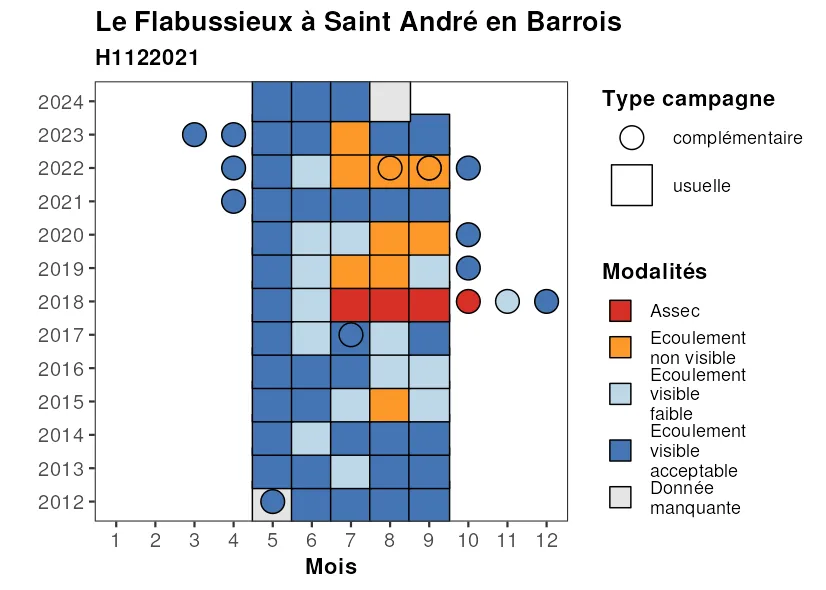 Le Flabussieux à Saint André en Barrois
H1122021
2024
2023
2022
2021
2020
2019
2018
2017
2016
2015
2014
2013
2012
1 2 3 4 5 6 7 8 9 10 11 12
Mois
Type campagne
complémentaire
usuelle
Modalités
Assec
Ecoulement
non visible
Ecoulement
visible
faible
Ecoulement
visible
acceptable
Donnée
manquante